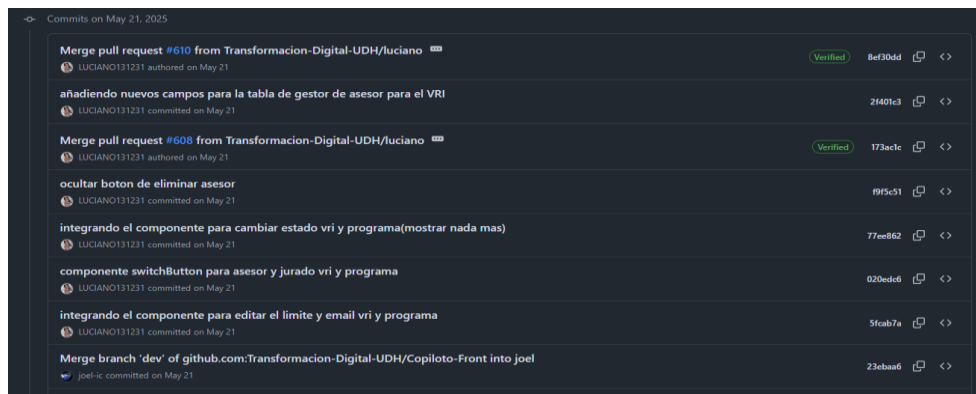 Commits on May 21, 2025
Merge pull request #610 from Transformacion-Digital-UDH/luciano
LUCIANO131231 authored on May 21
Verified 8ef30dd
añadiendo nuevos campos para la tabla de gestor de asesor para el VRI
LUCIANO131231 committed on May 21
2f401c3
Merge pull request #608 from Transformacion-Digital-UDH/luciano
LUCIANO131231 authored on May 21
Verified 173ac1c
ocultar boton de eliminar asesor
LUCIANO131231 committed on May 21
f9f5c51
integrando el componente para cambiar estado vri y programa(mostrar nada mas)
LUCIANO131231 committed on May 21
77ee862
componente switchButton para asesor y jurado vri y programa
LUCIANO131231 committed on May 21
020edc6
integrando el componente para editar el limite y email vri y programa
LUCIANO131231 committed on May 21
5fcab7a
Merge branch 'dev' of github.com:Transformacion-Digital-UDH/Copiloto-Front into joel
joel-ic committed on May 21
23ebaa6